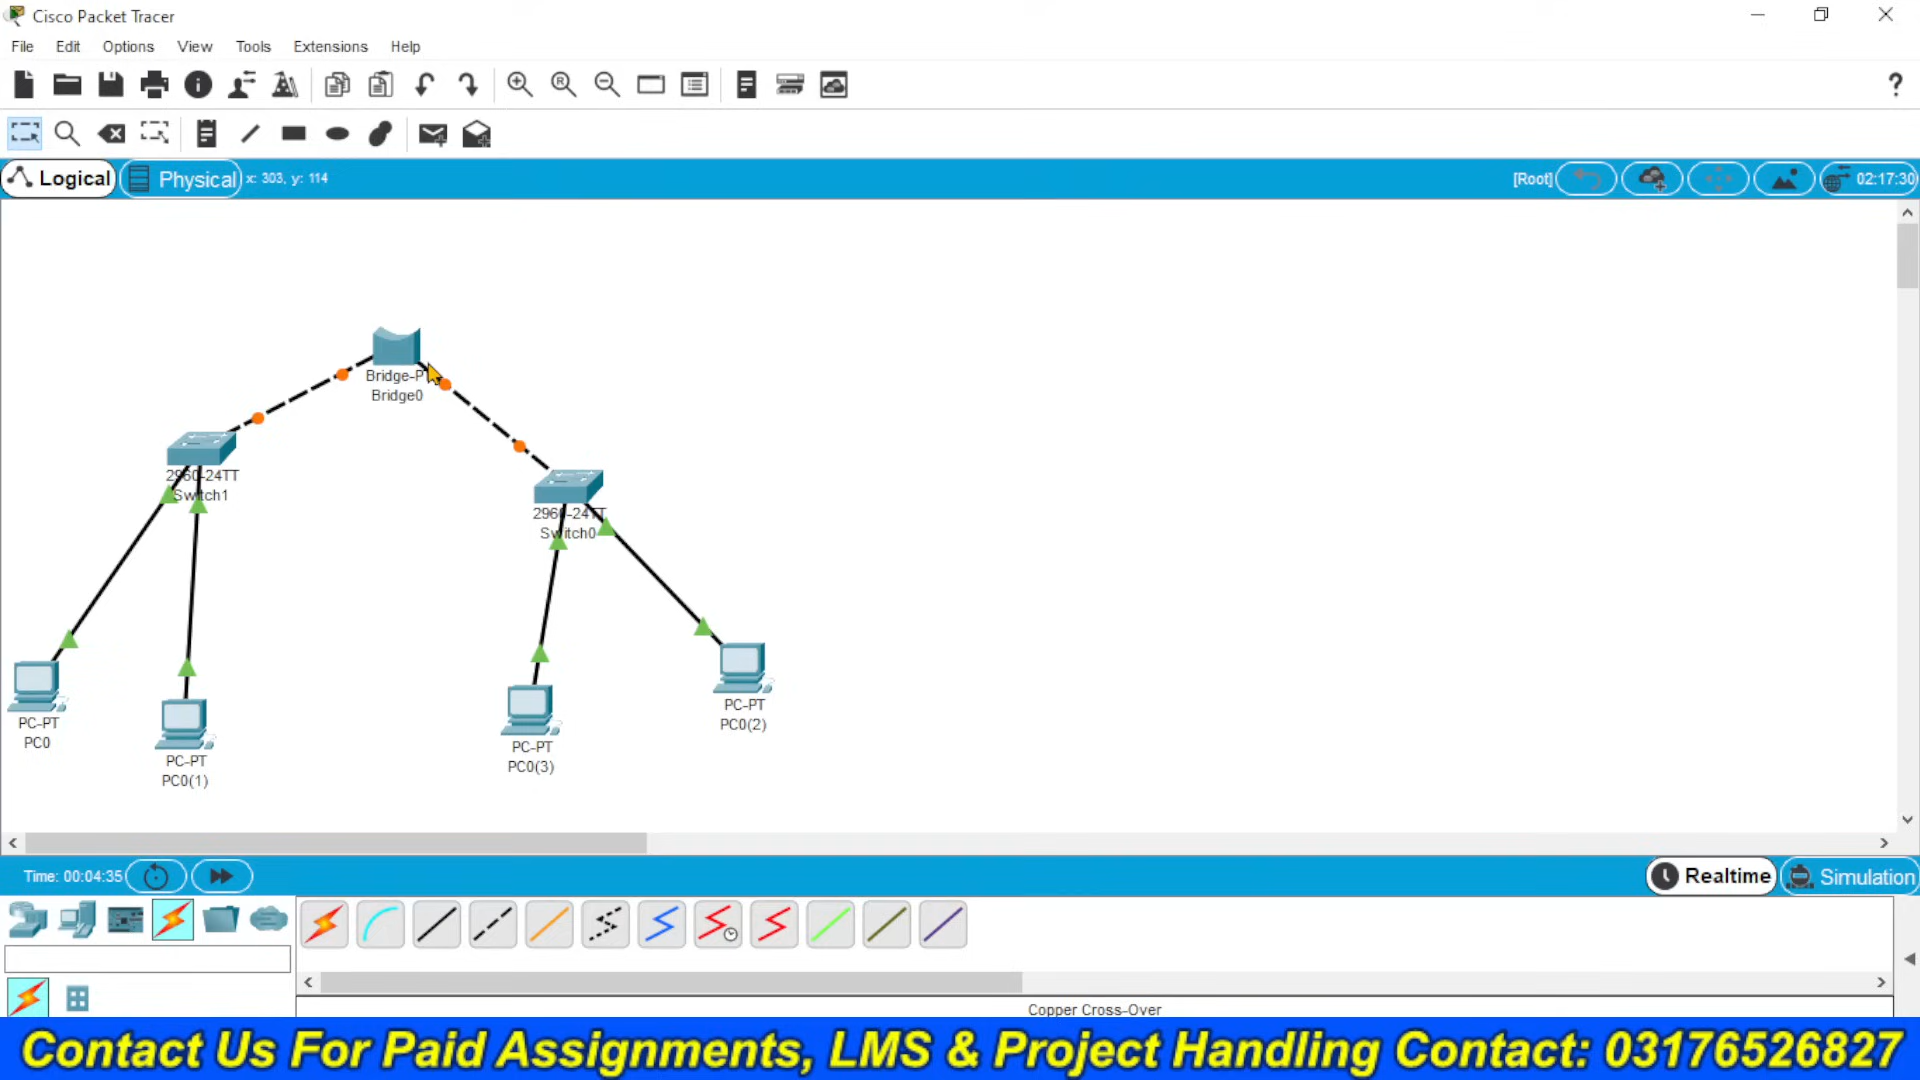 Cisco Packet Tracer
File Edit Options View Tools Extensions Help
?
Logical Physical x: 303, y: 114 [Root] 02:17:30
Bridge-P
Bridge0
2960-24TT
Switch1
2960-24TT
Switch0
PC-PT
PC0
PC-PT
PC0(1)
PC-PT
PC0(3)
PC-PT
PC0(2)
Time: 00:04:35 Realtime Simulation
Copper Cross-Over
Contact Us For Paid Assignments, LMS & Project Handling Contact: 03176526827